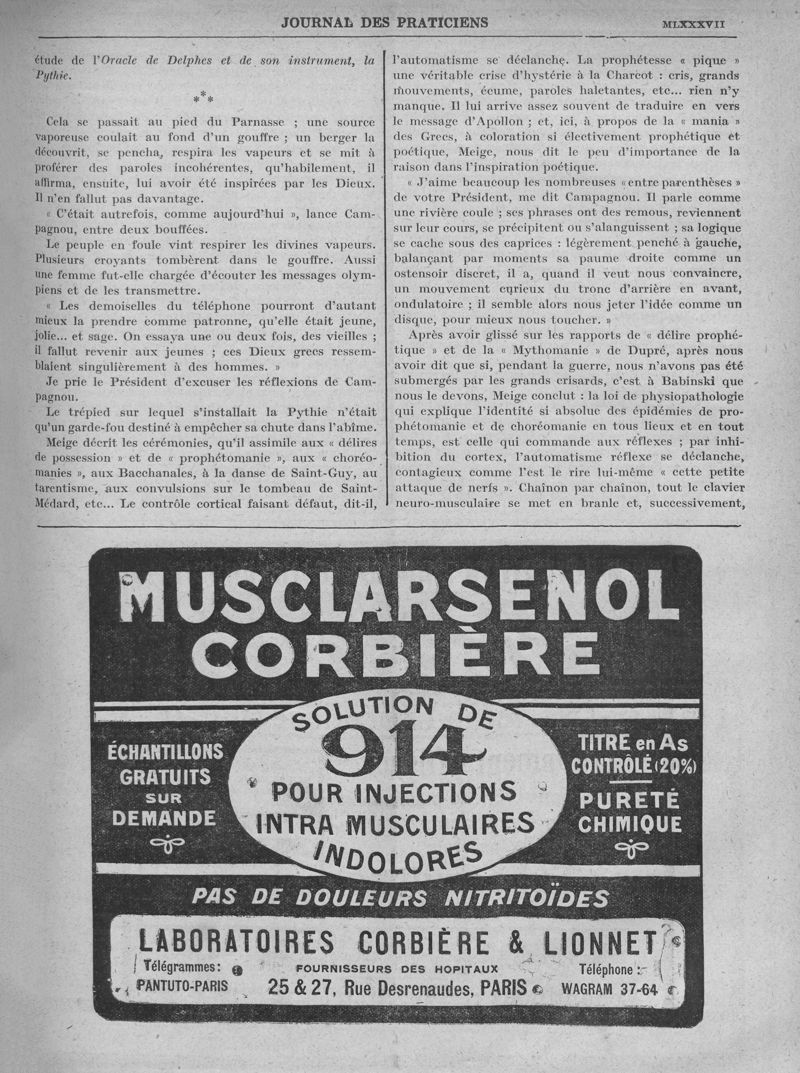 JOURNAL DES PRATICIENS
MLXXXVII
étude de l'Oracle de Delphes et de son instrument, la
Pythie.
***
Cela se passait au pied du Parnasse ; une source
vaporeuse coulait au fond d'un gouffre ; un berger la
découvrit, se pencha, respira les vapeurs et se mit à
proférer des paroles incohérentes, qu'habilement, il
affirma, ensuite, lui avoir été inspirées par les Dieux.
Il n'en fallut pas davantage.
« C'était autrefois, comme aujourd'hui », lance Cam-
pagnou, entre deux bouffées.
Le peuple en foule vint respirer les divines vapeurs.
Plusieurs croyants tombèrent dans le gouffre. Aussi
une femme fut-elle chargée d'écouter les messages olym-
piens et de les transmettre.
« Les demoiselles du téléphone pourront d'autant
mieux la prendre comme patronne, qu'elle était jeune,
jolie... et sage. On essaya une ou deux fois, des vieilles ;
il fallut revenir aux jeunes ; ces Dieux grecs ressem-
blaient singulièrement à des hommes. »
Je prie le Président d'excuser les réflexions de Cam-
pagnou.
Le trépied sur lequel s'installait la Pythie n'était
qu'un garde-fou destiné à empêcher sa chute dans l'abîme.
Meige décrit les cérémonies, qu'il assimile aux « délires
de possession » et de « prophétomanie », aux « choréo-
manies », aux Bacchanales, à la danse de Saint-Guy, au
tarentisme, aux convulsions sur le tombeau de Saint-
Médard, etc... Le contrôle cortical faisant défaut, dit-il,
l'automatisme se déclanche. La prophétesse « pique »
une véritable crise d'hystérie à la Charcot : cris, grands
mouvements, écume, paroles haletantes, etc... rien n'y
manque. Il lui arrive assez souvent de traduire en vers
le message d'Apollon ; et, ici, à propos de la « mania »
des Grecs, à coloration si électivement prophétique et
poétique, Meige, nous dit le peu d'importance de la
raison dans l'inspiration poétique.
« J'aime beaucoup les nombreuses « entre parenthèses »
de votre Président, me dit Campagnou. Il parle comme
une rivière coule ; ses phrases ont des remous, reviennent
sur leur cours, se précipitent ou s'alanguissent ; sa logique
se cache sous des caprices : légèrement penché à gauche,
balançant par moments sa paume droite comme un
ostensoir discret, il a, quand il veut nous convaincre,
un mouvement curieux du tronc d'arrière en avant,
ondulatoire ; il semble alors nous jeter l'idée comme un
disque, pour mieux nous toucher. »
Après avoir glissé sur les rapports de « délire prophé-
tique » et de la « Mythomanie » de Dupré, après nous
avoir dit que si, pendant la guerre, nous n'avons pas été
submergés par les grands crisards, c'est à Babinski que
nous le devons, Meige conclut : la loi de physiopathologie
qui explique l'identité si absolue des épidémies de pro-
phétomanie et de choréomanie en tous lieux et en tout
temps, est celle qui commande aux réflexes ; par inhi-
bition du cortex, l'automatisme réflexe se déclanche,
contagieux comme l'est le rire lui-même « cette petite
attaque de nerfs ». Chaînon par chaînon, tout le clavier
neuro-musculaire se met en branle et, successivement,
MUSCLARSENOL
CORBIÈRE
SOLUTION DE
914
POUR INJECTIONS
INTRA MUSCULAIRES
INDOLORES
ÉCHANTILLONS
GRATUITS
SUR
DEMANDE
TITRE en As
CONTRÔLÉ (20%)
PURETÉ
CHIMIQUE
PAS DE DOULEURS NITRITOÏDES
LABORATOIRES CORBIÈRE & LIONNET
Télégrammes:
PANTUTO-PARIS
FOURNISSEURS DES HOPITAUX
25 & 27, Rue Desrenaudes, PARIS
Téléphone:
WAGRAM 37-64